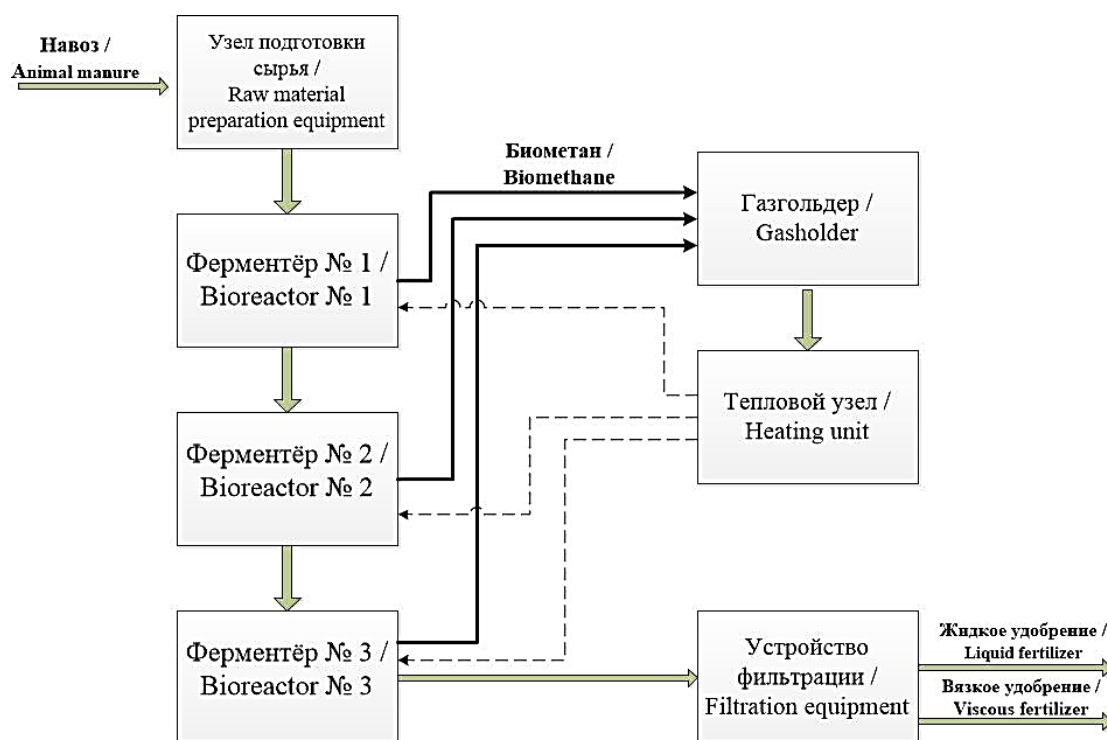 Навоз /
Animal manure
Узел подготовки
сырья /
Raw material
preparation equipment
Биометан /
Biomethane
Газгольдер /
Gasholder
Ферментёр № 1 /
Bioreactor № 1
Тепловой узел /
Heating unit
Ферментёр № 2 /
Bioreactor № 2
Ферментёр № 3 /
Bioreactor № 3
Устройство
фильтрации /
Filtration equipment
Жидкое удобрение /
Liquid fertilizer
Вязкое удобрение /
Viscous fertilizer